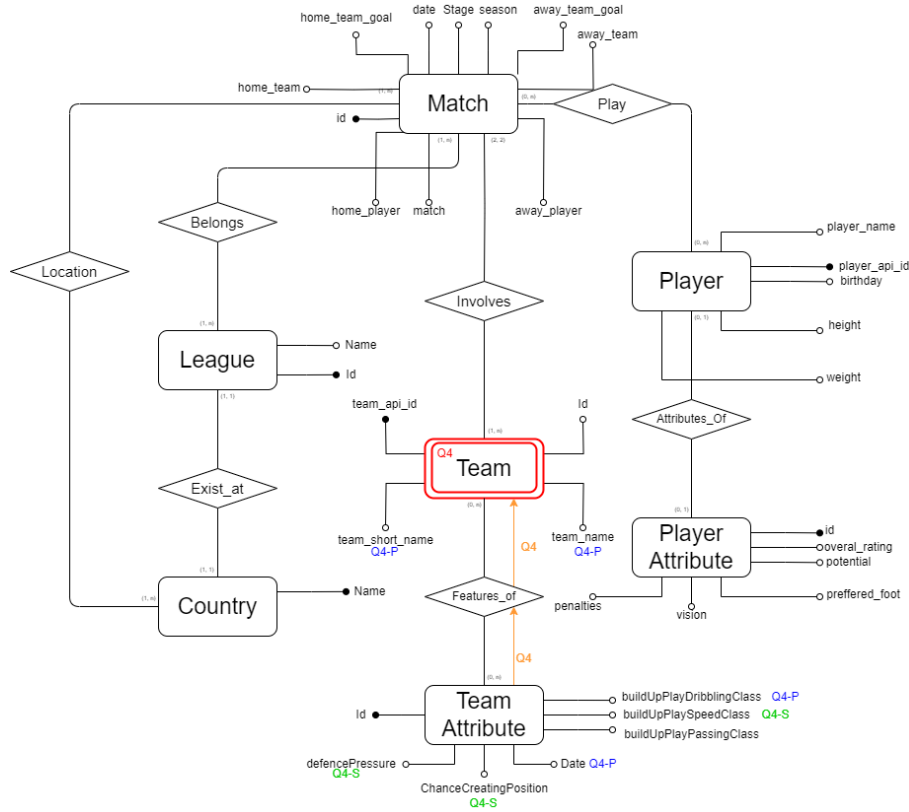 home_team_goal
date
Stage
season
away_team_goal
away_team
home_team
(1, n)
Match
(0, n)
Play
id
(1, n)
(2, 2)
home_player
match
away_player
Belongs
player_name
(0, n)
Location
Player
player_api_id
birthday
Involves
(0, 1)
height
(1, n)
League
Name
Id
weight
(1, 1)
team_api_id
Id
Attributes_Of
(1, n)
Q4
Team
Exist_at
(0, n)
(0, 1)
team_short_name
Q4-P
team_name
Q4-P
Q4
Player
Attribute
id
overal_rating
potential
(1, 1)
Country
Name
(1, n)
Features_of
penalties
vision
preffered_foot
Q4
(0, n)
Team
Attribute
Id
buildUpPlayDribblingClass Q4-P
buildUpPlaySpeedClass Q4-S
buildUpPlayPassingClass
defencePressure
Q4-S
Date Q4-P
ChanceCreatingPosition
Q4-S